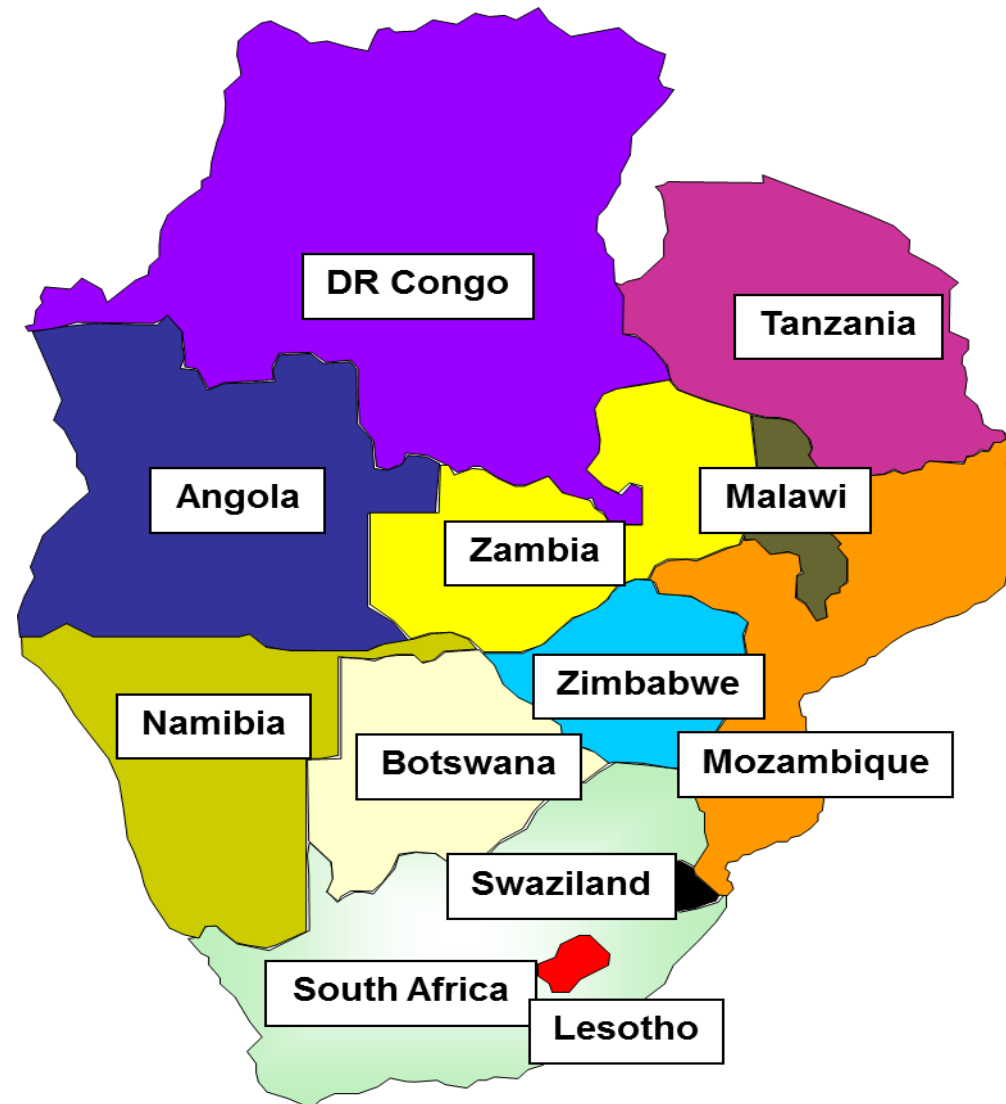 DR Congo
Tanzania
Angola
Malawi
Zambia
Zimbabwe
Namibia
Botswana
Mozambique
Swaziland
South Africa
Lesotho